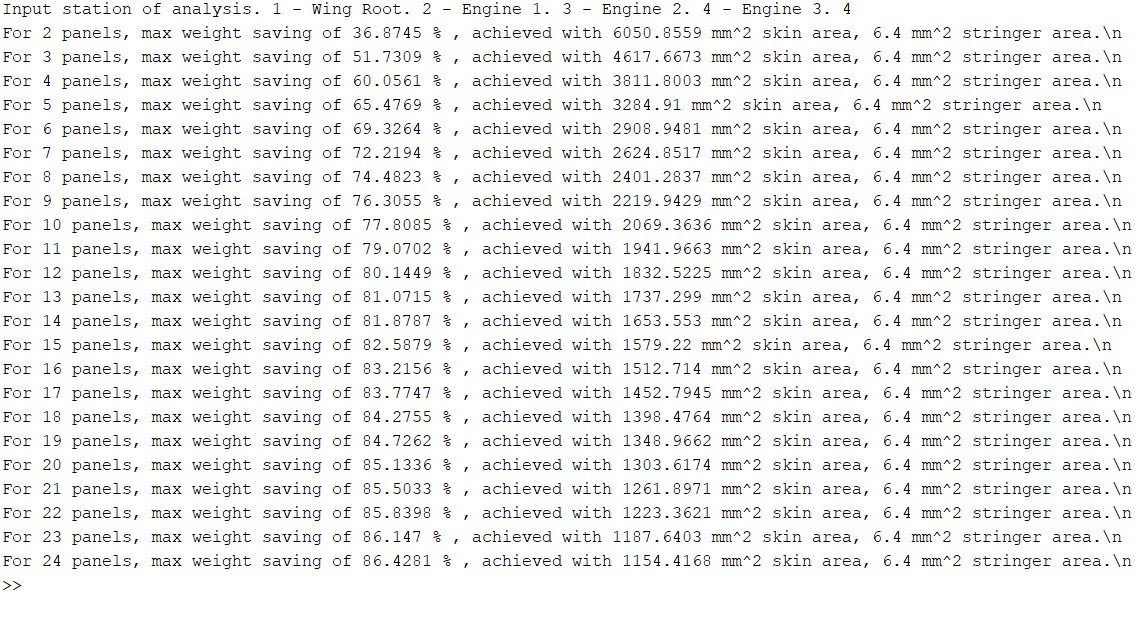 Input station of analysis. 1 - Wing Root. 2 - Engine 1. 3 - Engine 2. 4 - Engine 3. 4
For 2 panels, max weight saving of 36.8745 % , achieved with 6050.8559 mm^2 skin area, 6.4 mm^2 stringer area.\n
For 3 panels, max weight saving of 51.7309 % , achieved with 4617.6673 mm^2 skin area, 6.4 mm^2 stringer area.\n
For 4 panels, max weight saving of 60.0561 % , achieved with 3811.8003 mm^2 skin area, 6.4 mm^2 stringer area.\n
For 5 panels, max weight saving of 65.4769 % , achieved with 3284.91 mm^2 skin area, 6.4 mm^2 stringer area.\n
For 6 panels, max weight saving of 69.3264 % , achieved with 2908.9481 mm^2 skin area, 6.4 mm^2 stringer area.\n
For 7 panels, max weight saving of 72.2194 % , achieved with 2624.8517 mm^2 skin area, 6.4 mm^2 stringer area.\n
For 8 panels, max weight saving of 74.4823 % , achieved with 2401.2837 mm^2 skin area, 6.4 mm^2 stringer area.\n
For 9 panels, max weight saving of 76.3055 % , achieved with 2219.9429 mm^2 skin area, 6.4 mm^2 stringer area.\n
For 10 panels, max weight saving of 77.8085 % , achieved with 2069.3636 mm^2 skin area, 6.4 mm^2 stringer area.\n
For 11 panels, max weight saving of 79.0702 % , achieved with 1941.9663 mm^2 skin area, 6.4 mm^2 stringer area.\n
For 12 panels, max weight saving of 80.1449 % , achieved with 1832.5225 mm^2 skin area, 6.4 mm^2 stringer area.\n
For 13 panels, max weight saving of 81.0715 % , achieved with 1737.299 mm^2 skin area, 6.4 mm^2 stringer area.\n
For 14 panels, max weight saving of 81.8787 % , achieved with 1653.553 mm^2 skin area, 6.4 mm^2 stringer area.\n
For 15 panels, max weight saving of 82.5879 % , achieved with 1579.22 mm^2 skin area, 6.4 mm^2 stringer area.\n
For 16 panels, max weight saving of 83.2156 % , achieved with 1512.714 mm^2 skin area, 6.4 mm^2 stringer area.\n
For 17 panels, max weight saving of 83.7747 % , achieved with 1452.7945 mm^2 skin area, 6.4 mm^2 stringer area.\n
For 18 panels, max weight saving of 84.2755 % , achieved with 1398.4764 mm^2 skin area, 6.4 mm^2 stringer area.\n
For 19 panels, max weight saving of 84.7262 % , achieved with 1348.9662 mm^2 skin area, 6.4 mm^2 stringer area.\n
For 20 panels, max weight saving of 85.1336 % , achieved with 1303.6174 mm^2 skin area, 6.4 mm^2 stringer area.\n
For 21 panels, max weight saving of 85.5033 % , achieved with 1261.8971 mm^2 skin area, 6.4 mm^2 stringer area.\n
For 22 panels, max weight saving of 85.8398 % , achieved with 1223.3621 mm^2 skin area, 6.4 mm^2 stringer area.\n
For 23 panels, max weight saving of 86.147 % , achieved with 1187.6403 mm^2 skin area, 6.4 mm^2 stringer area.\n
For 24 panels, max weight saving of 86.4281 % , achieved with 1154.4168 mm^2 skin area, 6.4 mm^2 stringer area.\n
>>